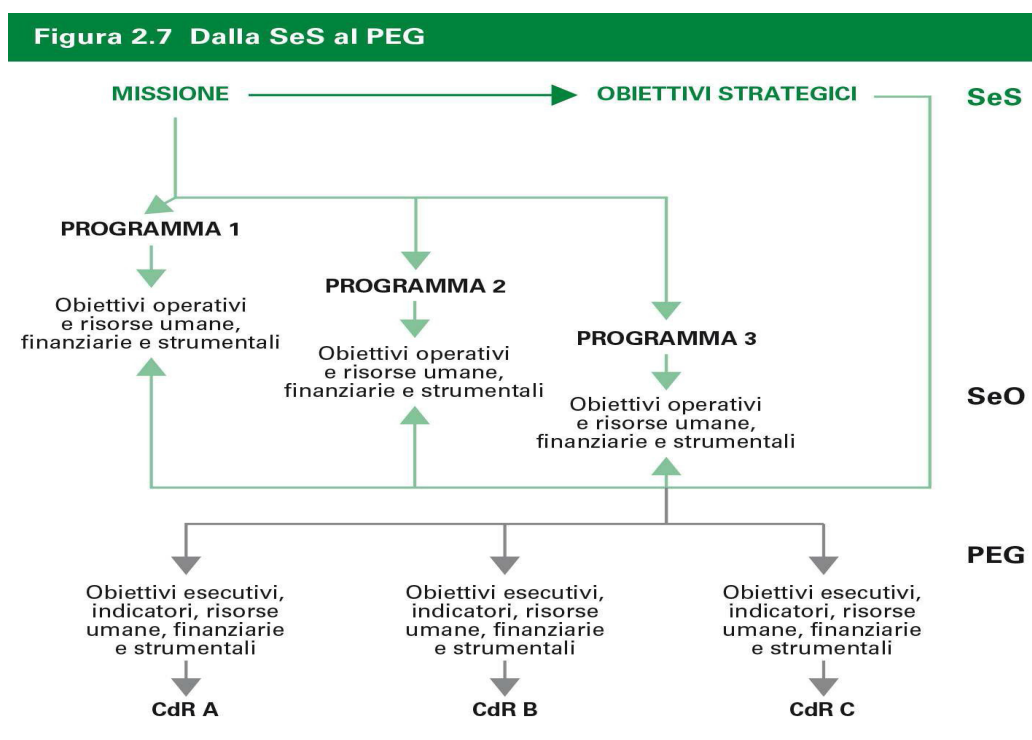 Figura 2.7 Dalla SeS al PEG
MISSIONE
OBIETTIVI STRATEGICI
SeS
PROGRAMMA 1
Obiettivi operativi
e risorse umane,
finanziarie e strumentali
PROGRAMMA 2
Obiettivi operativi
e risorse umane,
finanziarie e strumentali
PROGRAMMA 3
Obiettivi operativi
e risorse umane,
finanziarie e strumentali
SeO
PEG
Obiettivi esecutivi,
indicatori, risorse
umane, finanziarie
e strumentali
CdR A
Obiettivi esecutivi,
indicatori, risorse
umane, finanziarie
e strumentali
CdR B
Obiettivi esecutivi,
indicatori, risorse
umane, finanziarie
e strumentali
CdR C